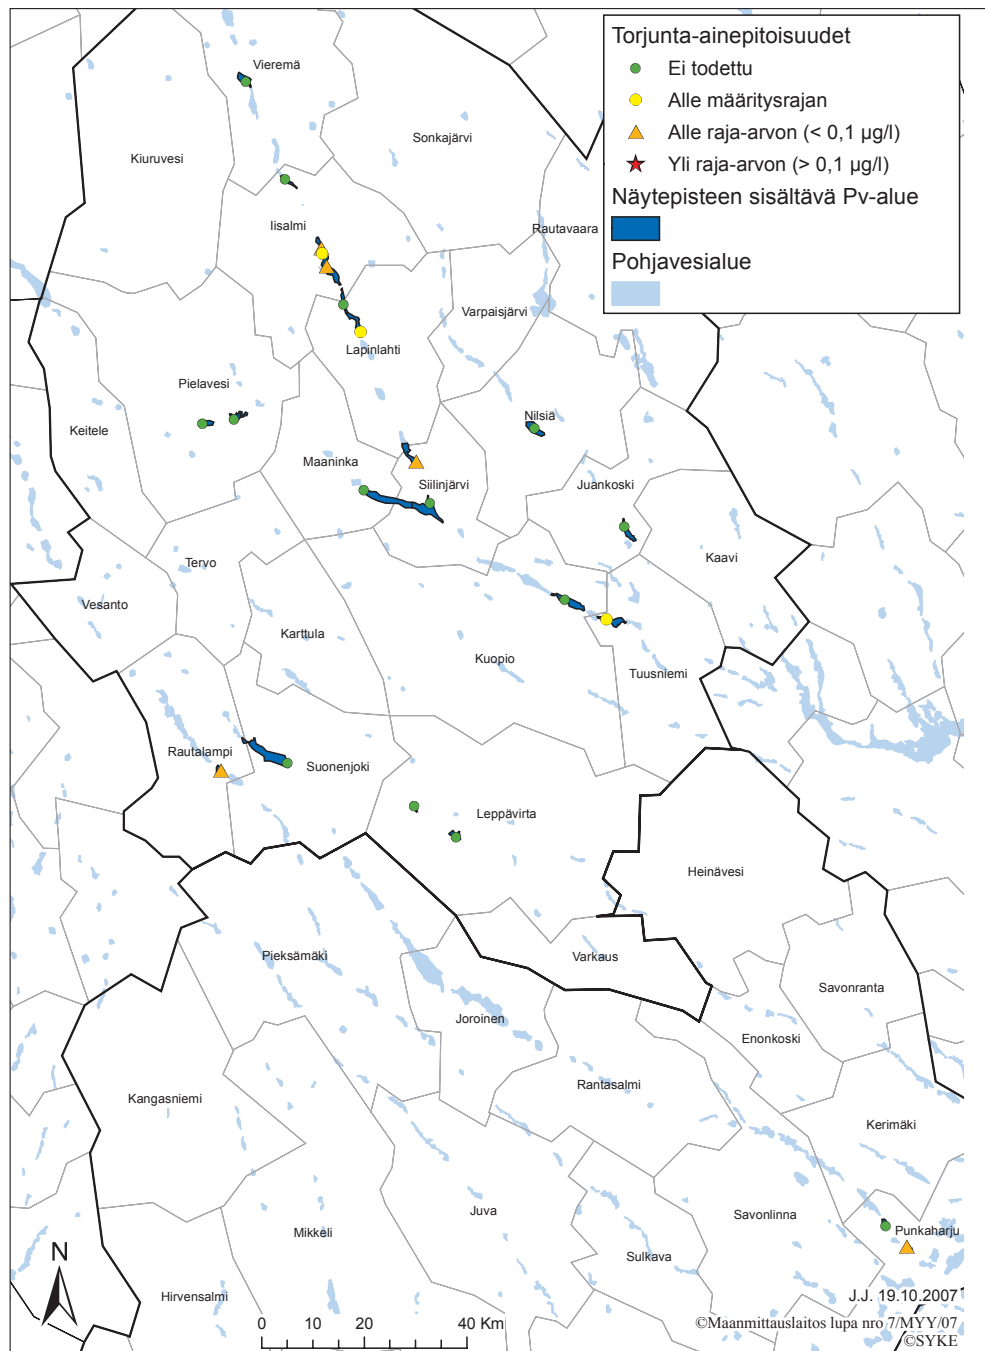 Torjunta-ainepitoisuudet
Ei todettu
Alle määritysrajan
Alle raja-arvon (< 0,1 µg/l)
Yli raja-arvon (> 0,1 µg/l)
Näytepisteen sisältävä Pv-alue
Pohjavesialue
Vieremä
Sonkajärvi
Kiuruvesi
Iisalmi
Rautavaara
Varpaisjärvi
Lapinlahti
Pielavesi
Keitele
Nilsiä
Maaninka
Siilinjärvi
Juankoski
Kaavi
Tervo
Vesanto
Karttula
Kuopio
Tuusniemi
Rautalampi
Suonenjoki
Leppävirta
Heinävesi
Pieksämäki
Varkaus
Savonranta
Joroinen
Enonkoski
Rantasalmi
Kangasniemi
Kerimäki
Juva
Savonlinna
Mikkeli
Punkaharju
Sulkava
Hirvensalmi
N
0 10 20 40 Km
J.J. 19.10.2007
©Maanmittauslaitos lupa nro 7/MYY/07
©SYKE